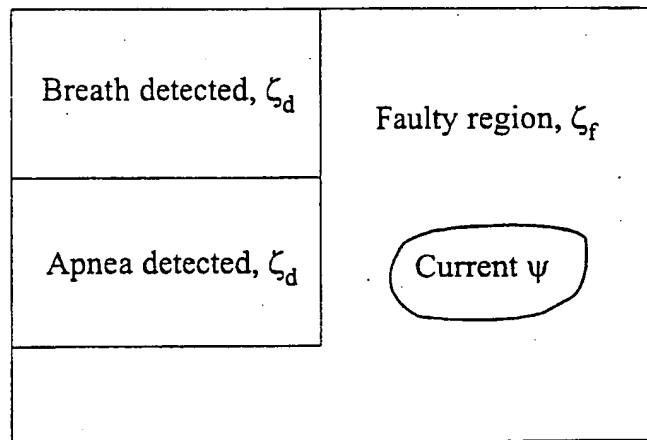 Breath detected, ζd
Faulty region, ζf
Apnea detected, ζd
Current ψ